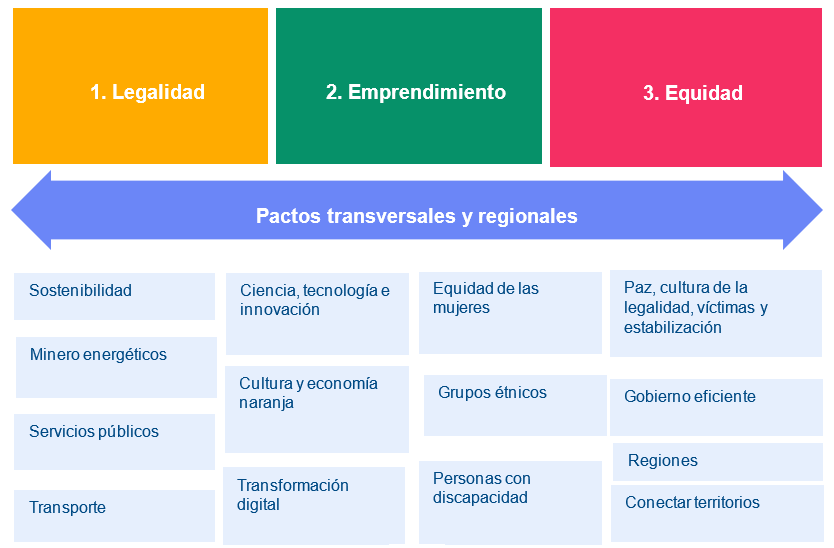 1. Legalidad
2. Emprendimiento
3. Equidad
Pactos transversales y regionales
Sostenibilidad
Minero energéticos
Servicios públicos
Transporte
Ciencia, tecnología e
innovación
Cultura y economía
naranja
Transformación
digital
Equidad de las
mujeres
Grupos étnicos
Personas con
discapacidad
Paz, cultura de la
legalidad, víctimas y
estabilización
Gobierno eficiente
Regiones
Conectar territorios